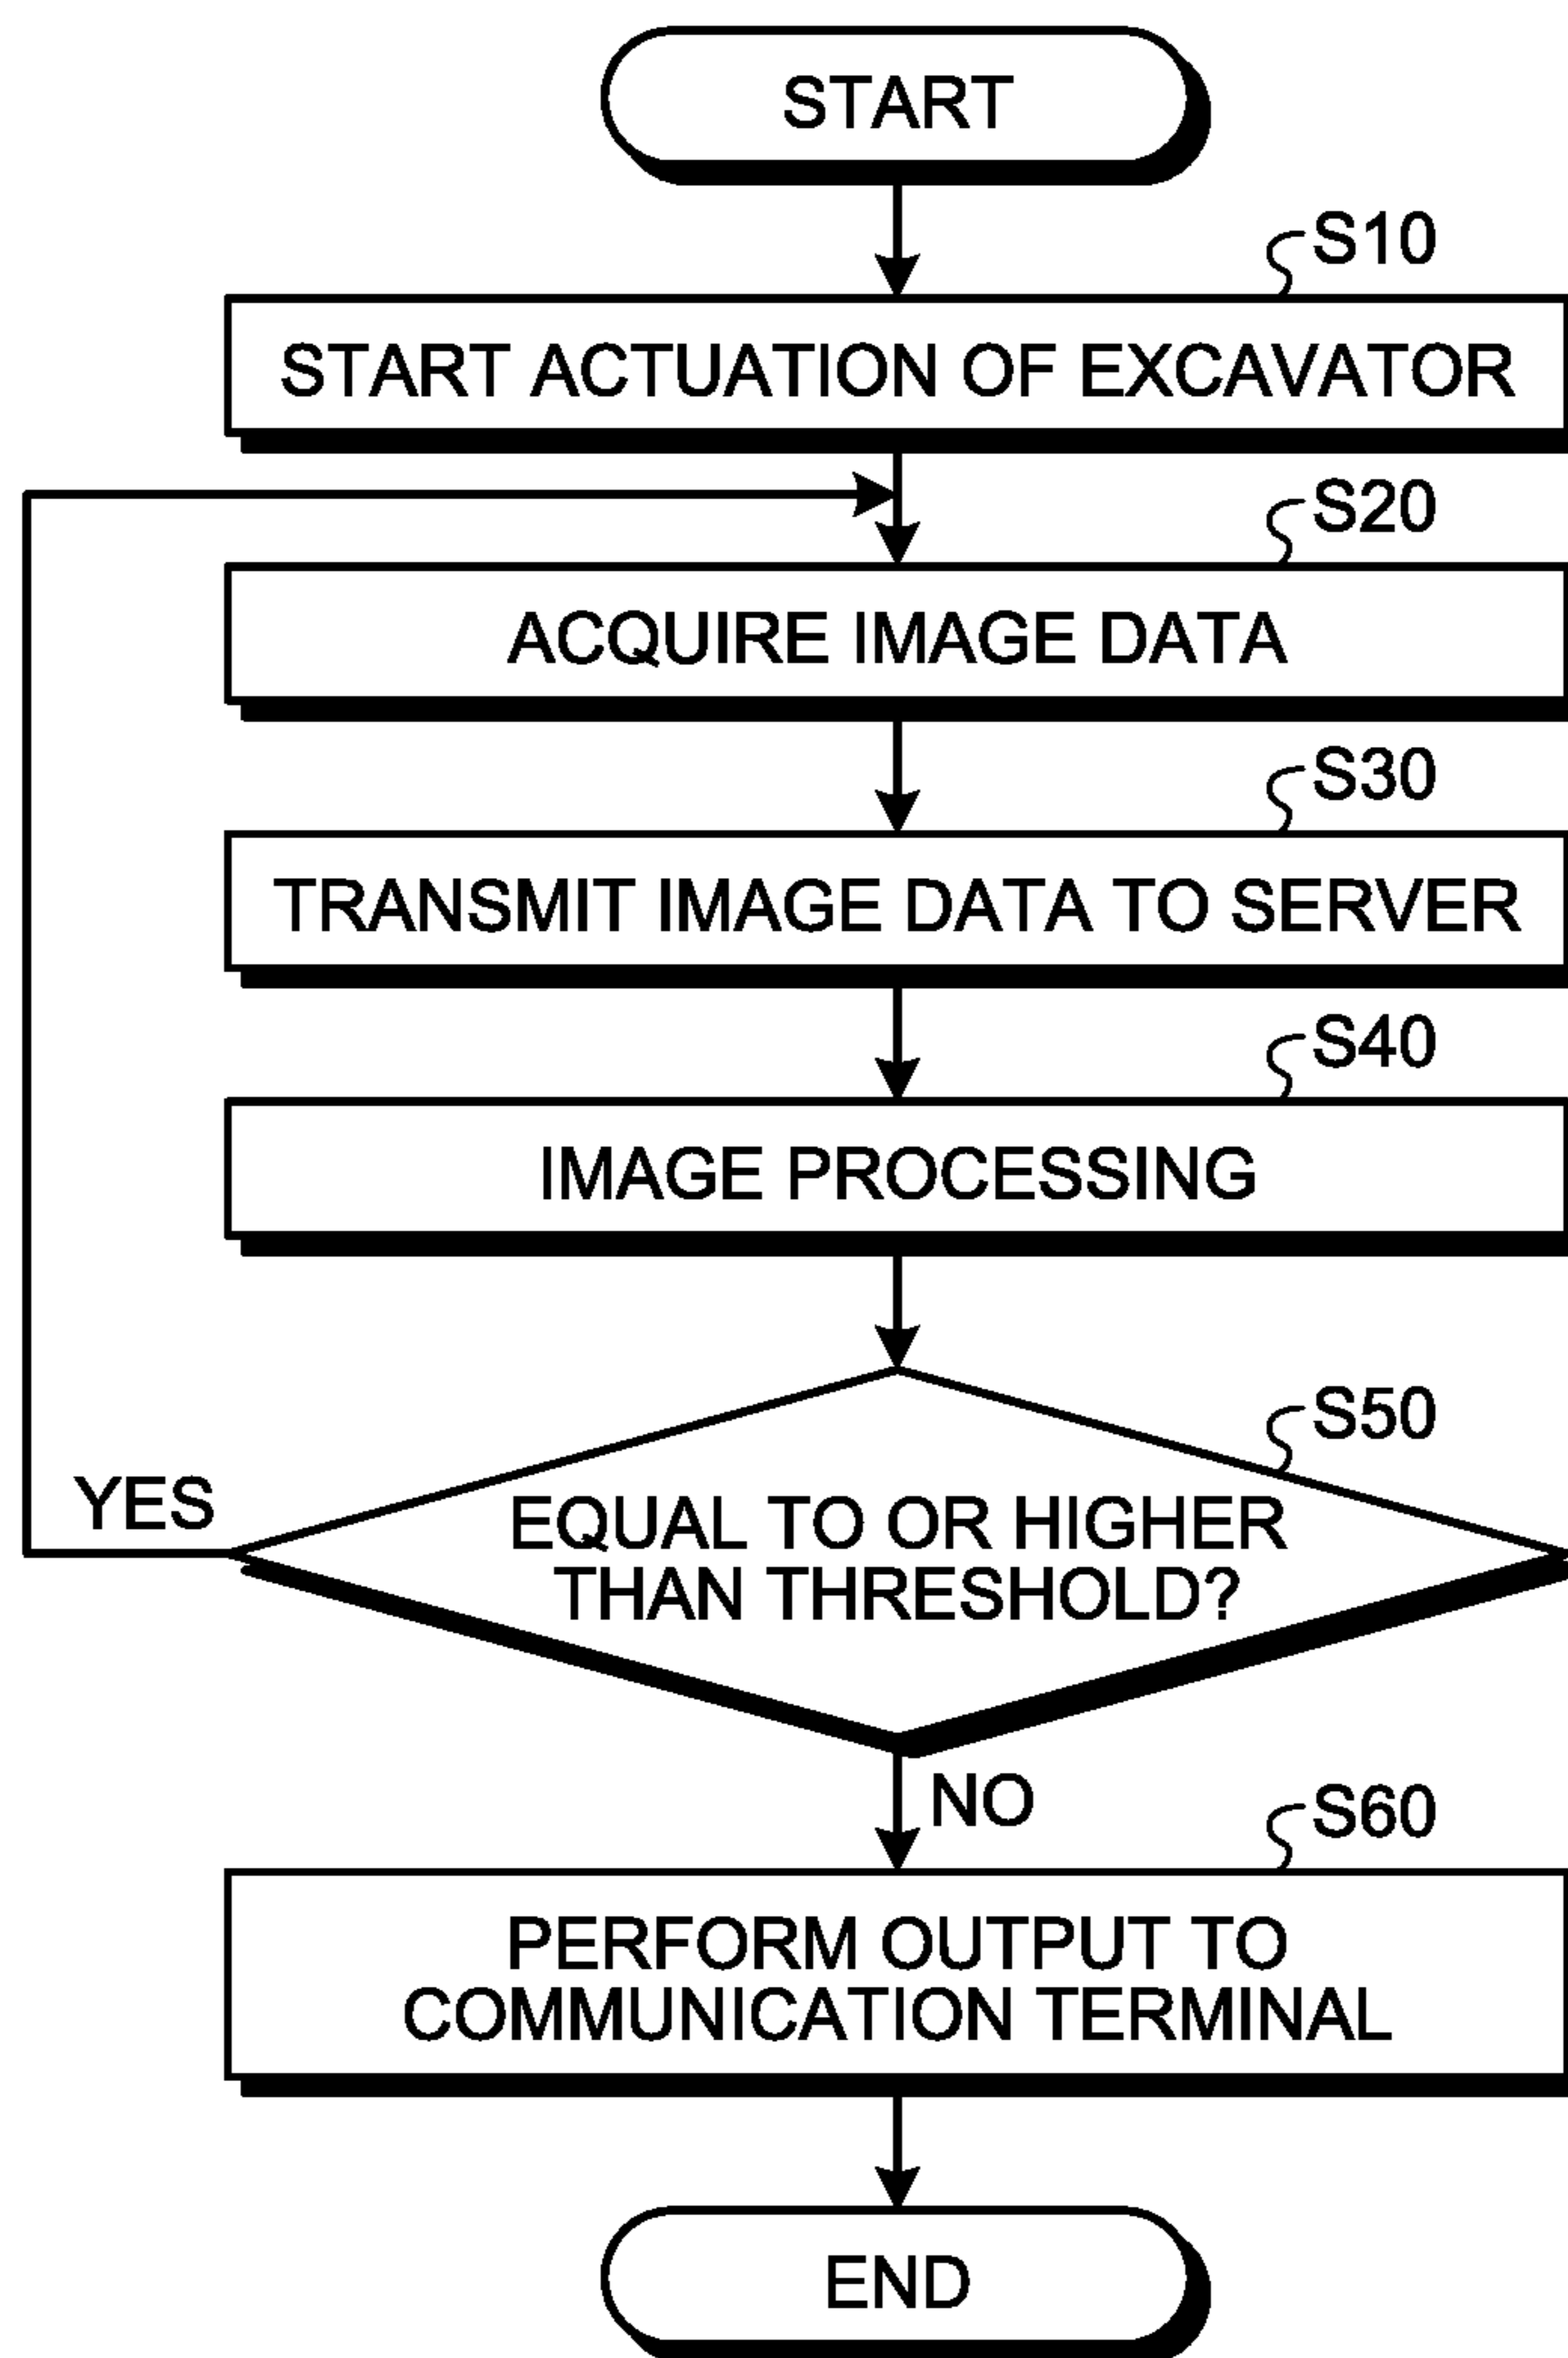 START
S10
START ACTUATION OF EXCAVATOR
S20
ACQUIRE IMAGE DATA
S30
TRANSMIT IMAGE DATA TO SERVER
S40
IMAGE PROCESSING
S50
YES
EQUAL TO OR HIGHER
THAN THRESHOLD?
NO
S60
PERFORM OUTPUT TO
COMMUNICATION TERMINAL
END